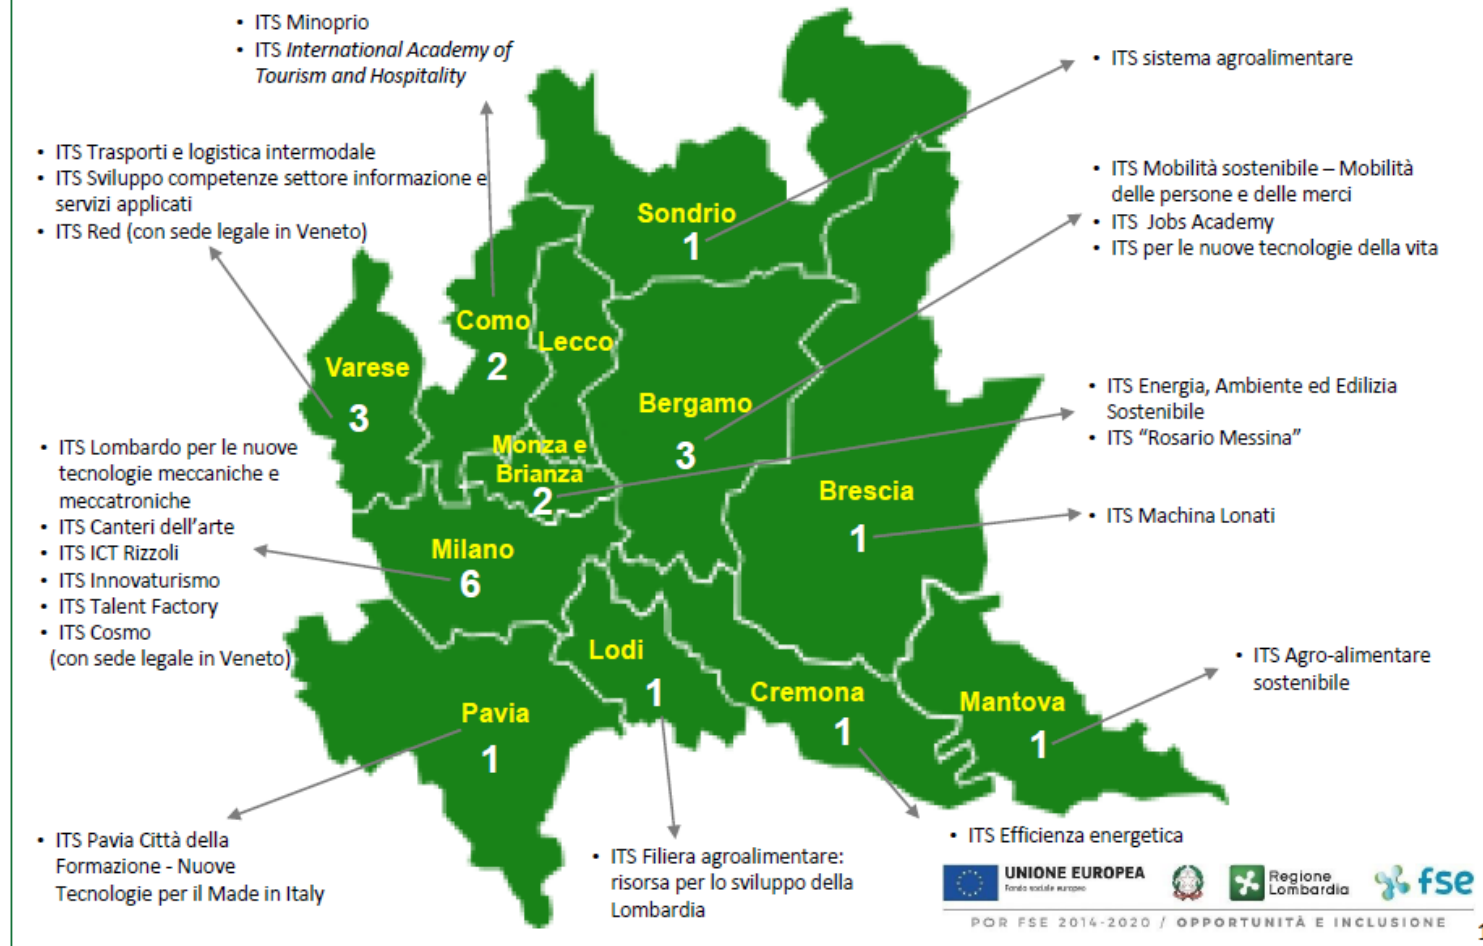 • ITS Minoprio
• ITS International Academy of
Tourism and Hospitality
• ITS sistema agroalimentare
• ITS Trasporti e logistica intermodale
• ITS Sviluppo competenze settore informazione e
servizi applicati
• ITS Red (con sede legale in Veneto)
• ITS Mobilità sostenibile – Mobilità
delle persone e delle merci
• ITS Jobs Academy
• ITS per le nuove tecnologie della vita
Sondrio
1
Como
2
Lecco
Varese
3
Bergamo
3
Monza e
Brianza
2
• ITS Energia, Ambiente ed Edilizia
Sostenibile
• ITS “Rosario Messina”
• ITS Lombardo per le nuove
tecnologie meccaniche e
meccatroniche
• ITS Canteri dell’arte
• ITS ICT Rizzoli
• ITS Innovaturismo
• ITS Talent Factory
• ITS Cosmo
(con sede legale in Veneto)
Brescia
1
• ITS Machina Lonati
Milano
6
Lodi
1
Cremona
1
Mantova
1
• ITS Agro-alimentare
sostenibile
Pavia
1
• ITS Pavia Città della
Formazione - Nuove
Tecnologie per il Made in Italy
• ITS Filiera agroalimentare:
risorsa per lo sviluppo della
Lombardia
• ITS Efficienza energetica
UNIONE EUROPEA
Fondo sociale europeo
Regione
Lombardia
fse
POR FSE 2014-2020 / OPPORTUNITÀ E INCLUSIONE